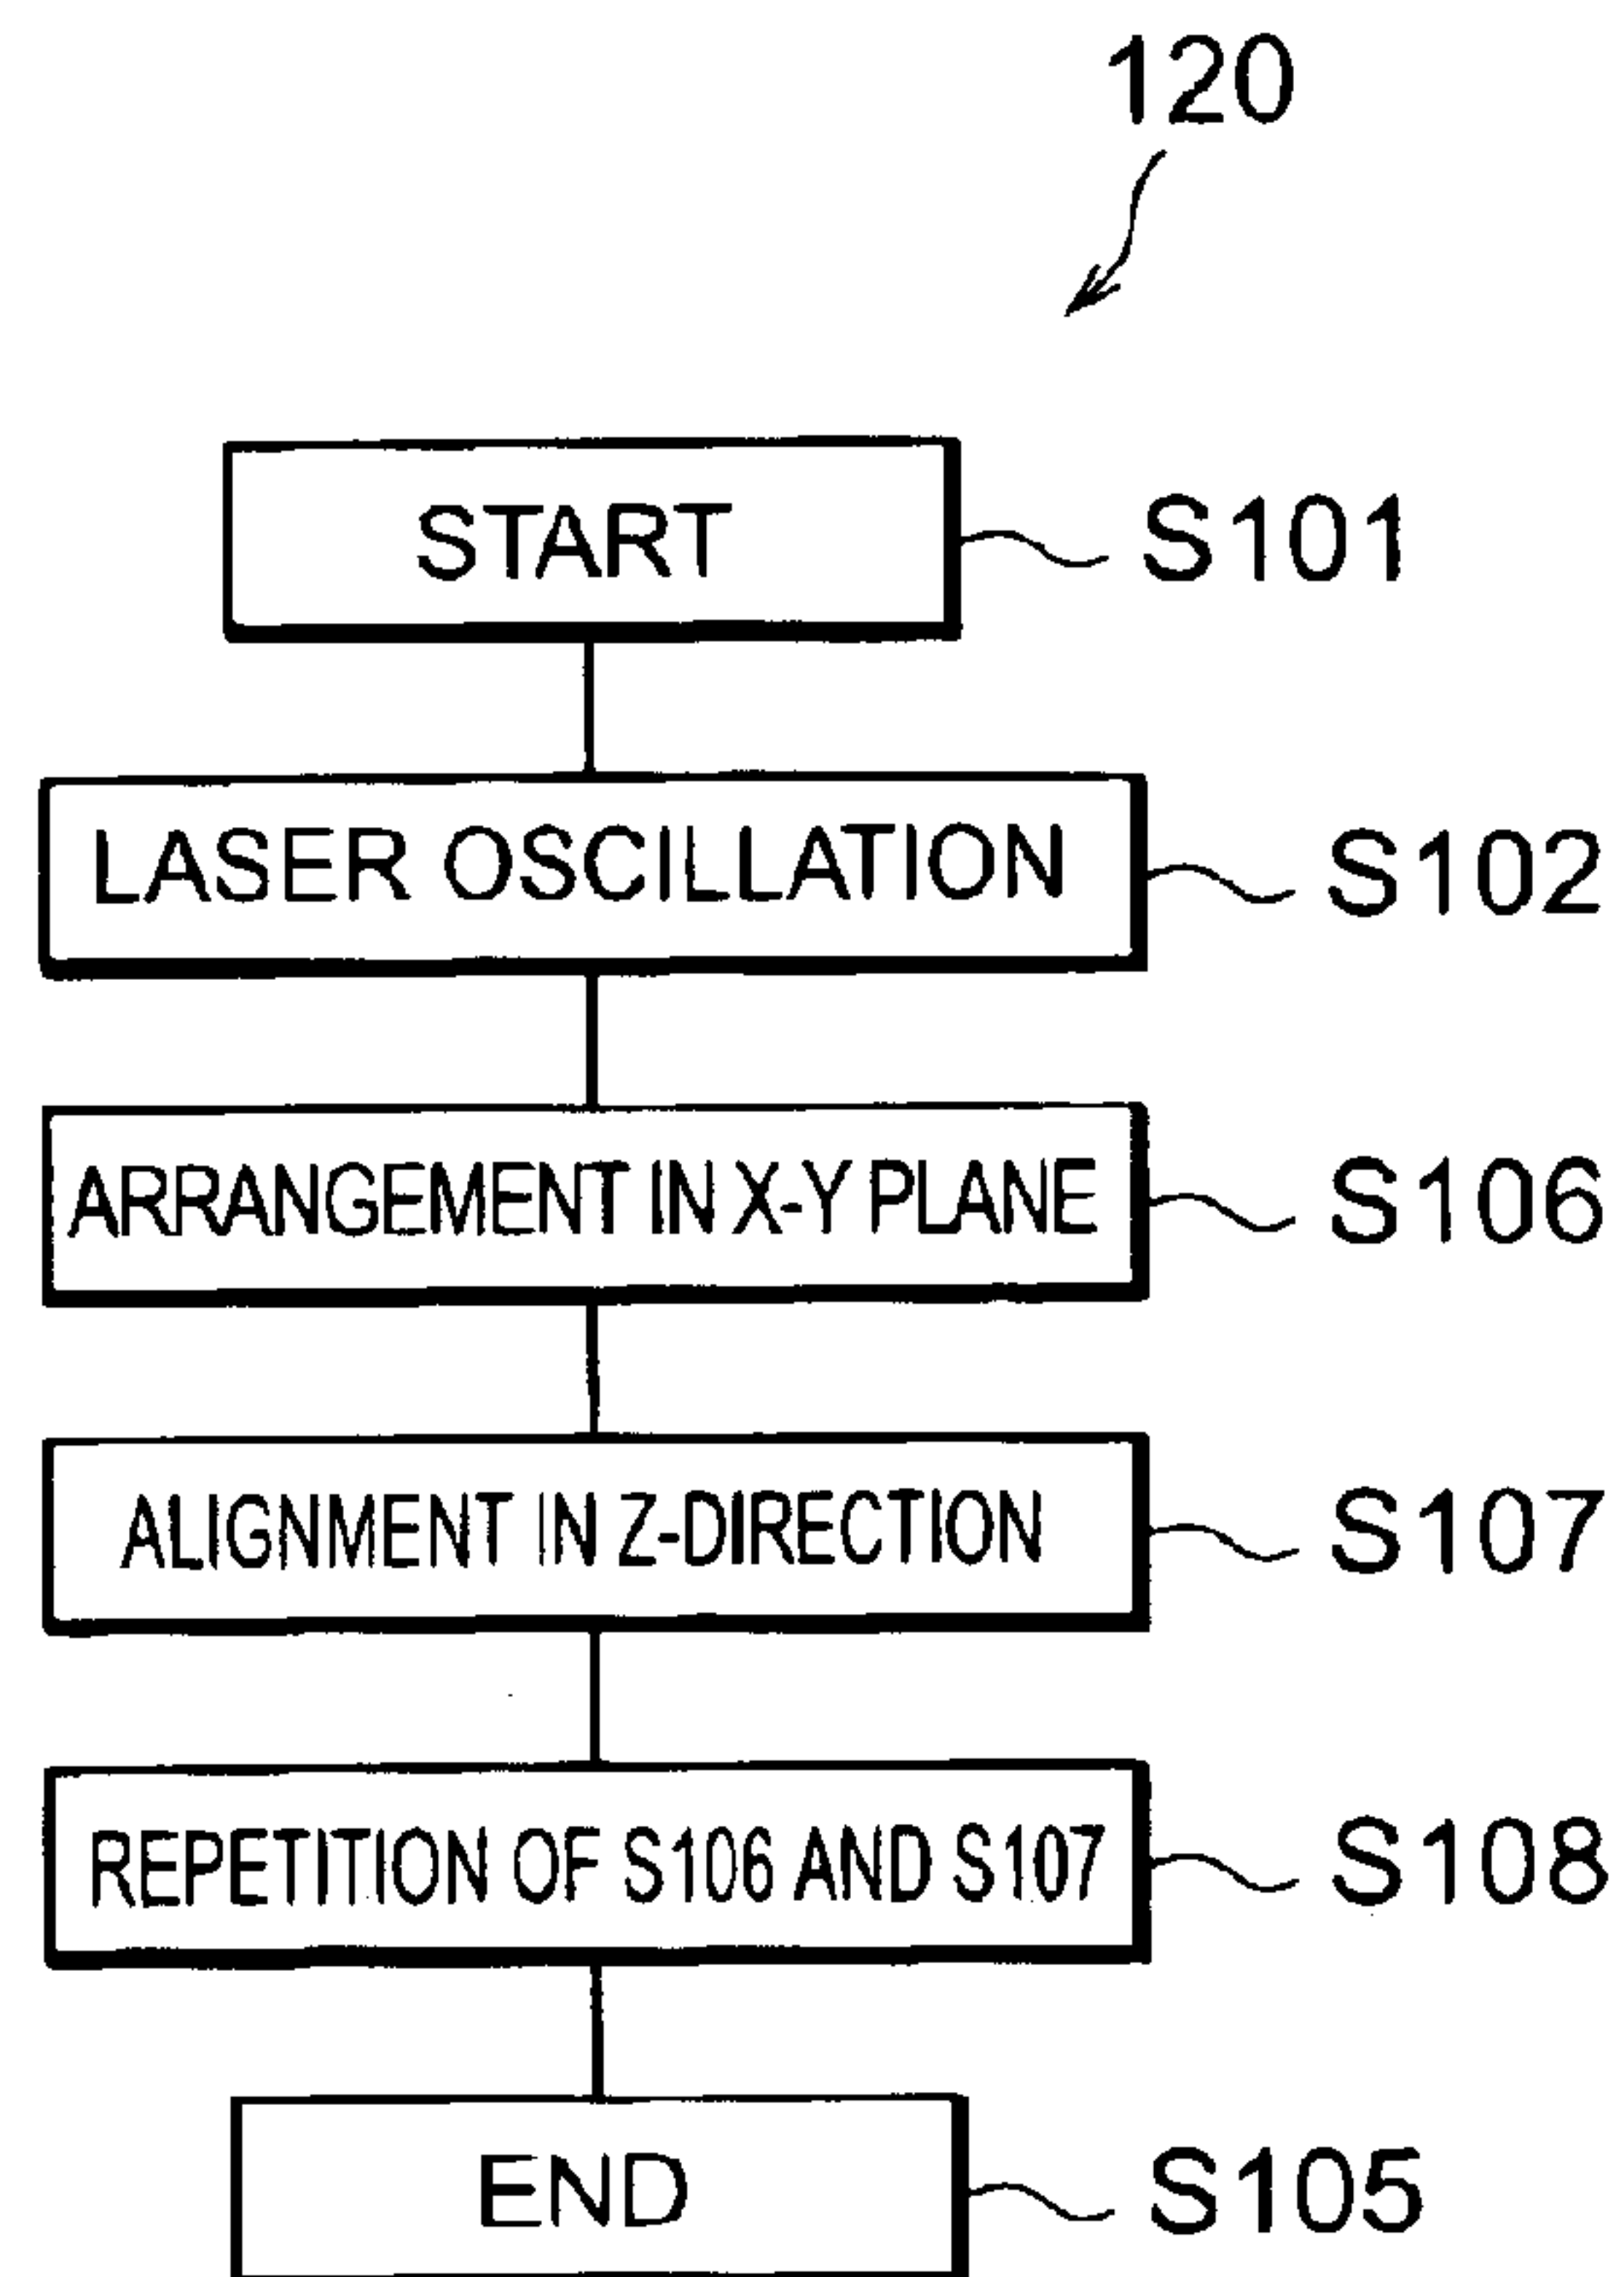 120
START S101
LASER OSCILLATION S102
ARRANGEMENT IN X-Y PLANE S106
ALIGNMENT IN Z-DIRECTION S107
REPETITION OF S106 AND S107 S108
END S105